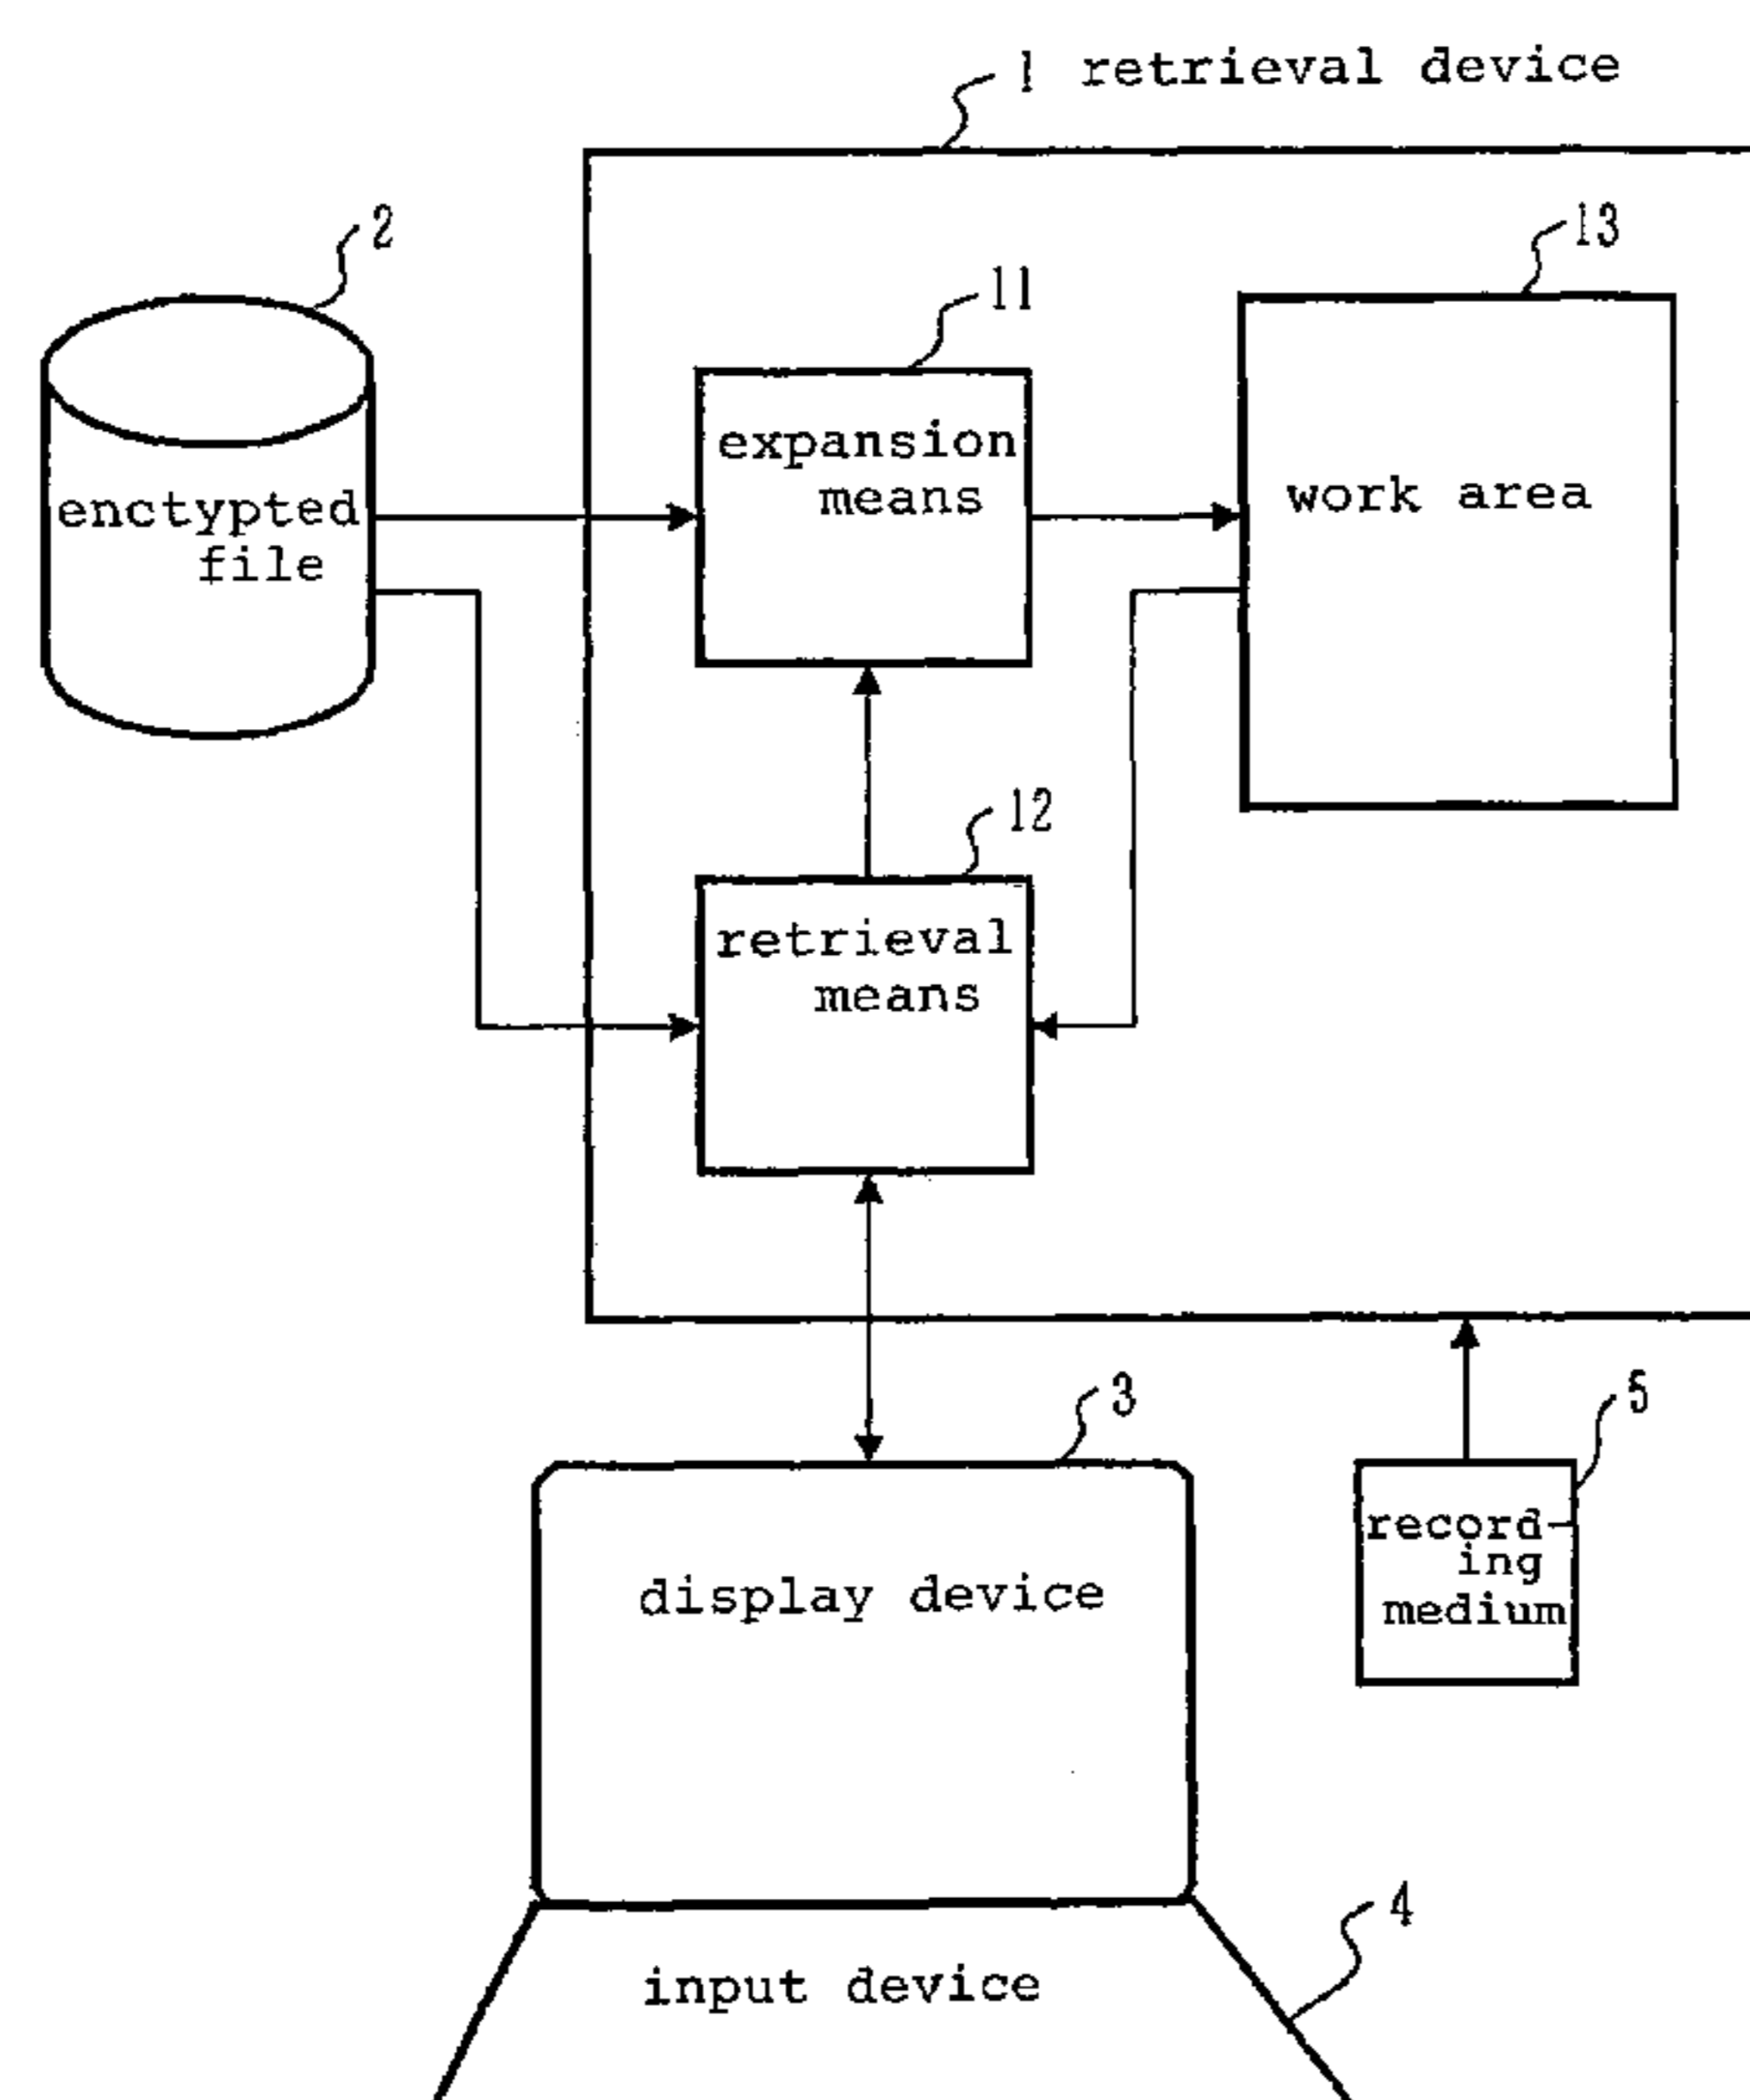 1 retrieval device
2
13
11
enctypted
file
expansion
means
work area
12
retrieval
means
3
5
display device
record-
ing
medium
4
input device